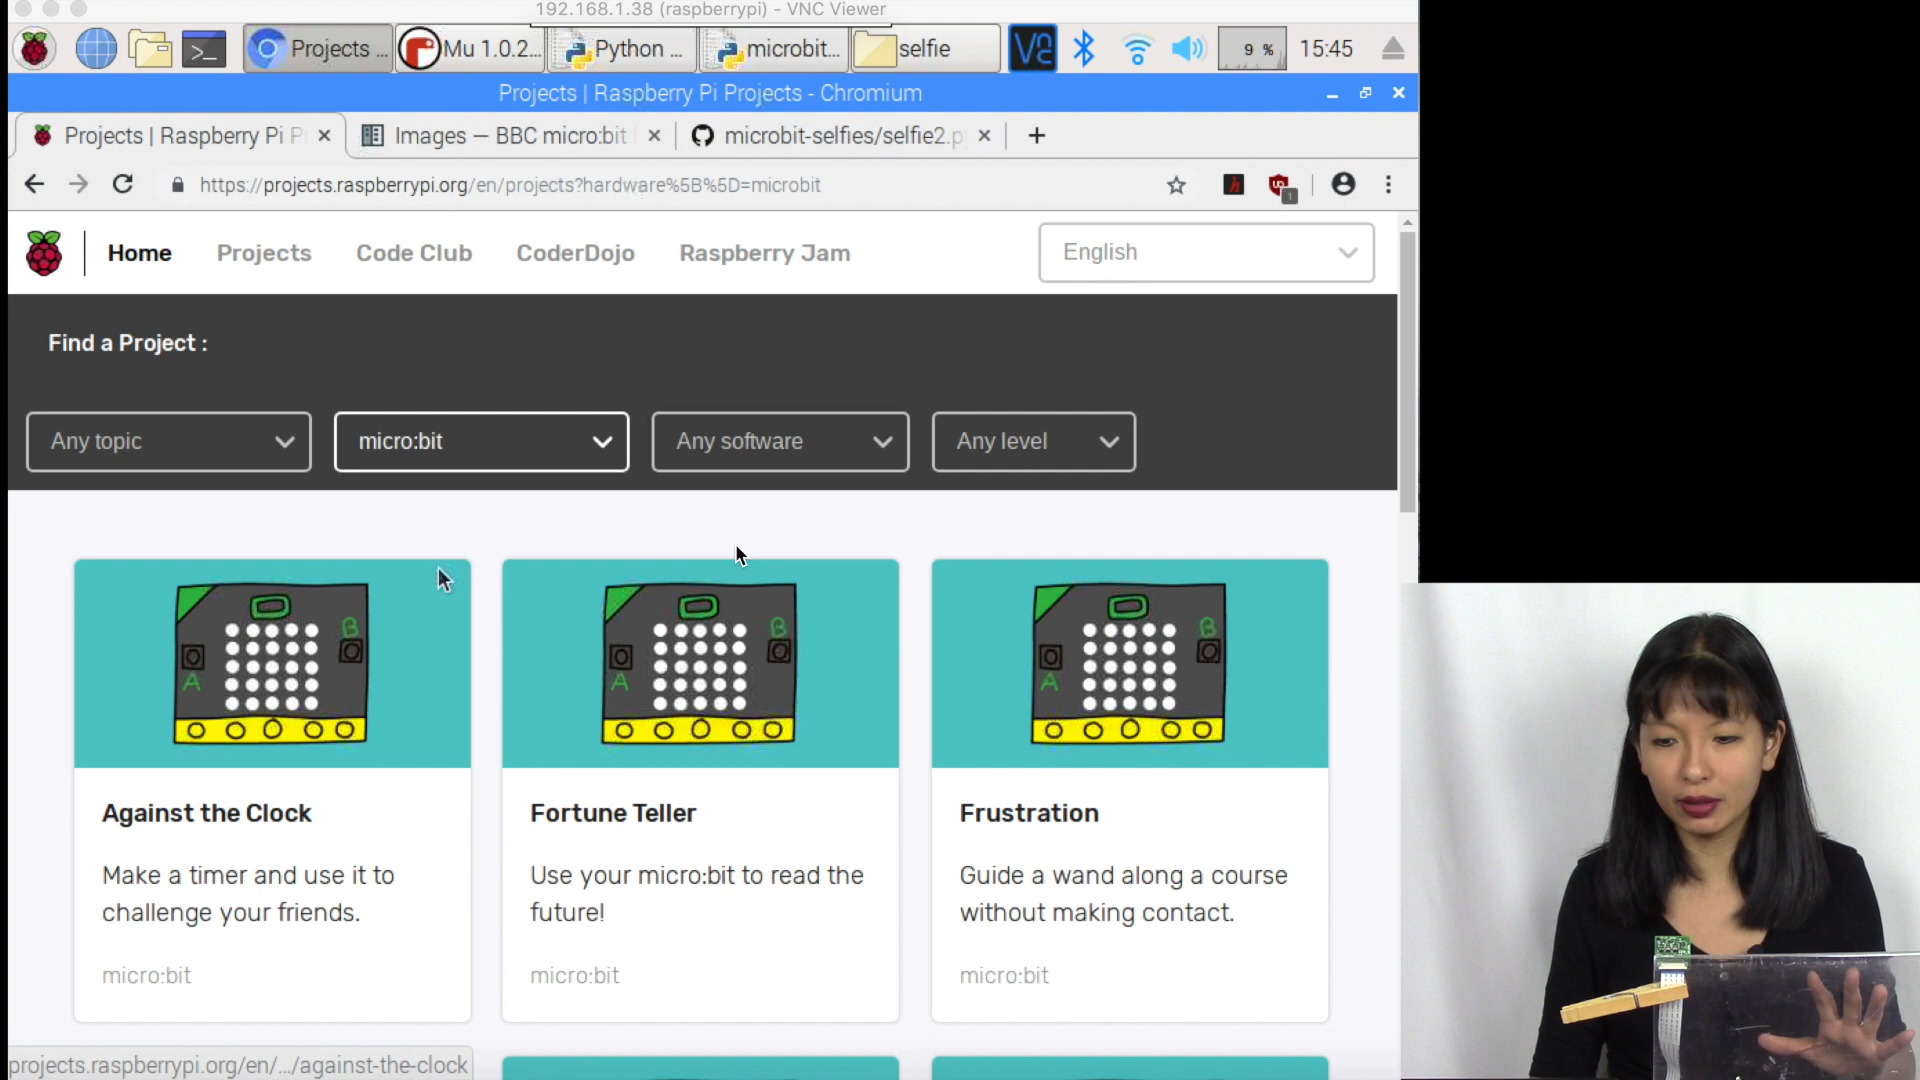 192.168.1.38 (raspberrypi) - VNC Viewer
Projects ... Mu 1.0.2... Python ... microbit... selfie 9 % 15:45
Projects | Raspberry Pi Projects - Chromium
Projects | Raspberry Pi P Images — BBC micro:bit microbit-selfies/selfie2.p
https://projects.raspberrypi.org/en/projects?hardware%5B%5D=microbit
Home Projects Code Club CoderDojo Raspberry Jam English
Find a Project :
Any topic micro:bit Any software Any level
B B B
A A A
Against the Clock Fortune Teller Frustration
Make a timer and use it to challenge your friends.
Use your micro:bit to read the future!
Guide a wand along a course without making contact.
micro:bit micro:bit micro:bit
projects.raspberrypi.org/en/.../against-the-clock